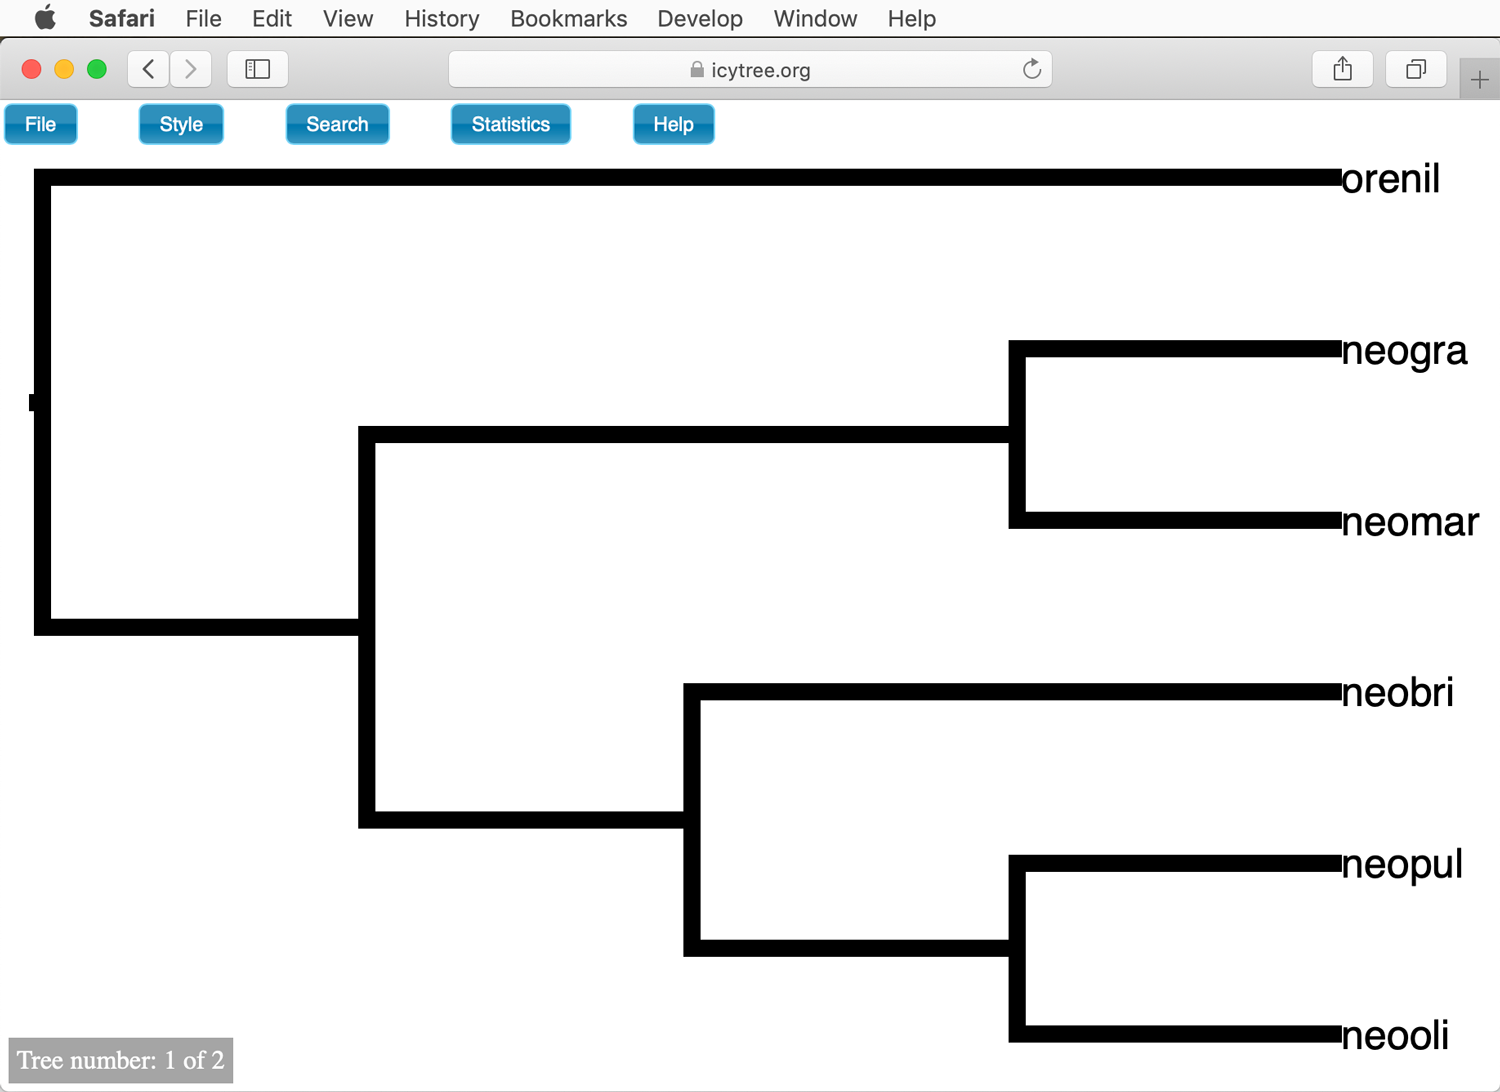 Safari File Edit View History Bookmarks Develop Window Help
icytree.org
File Style Search Statistics Help
orenil
neogra
neomar
neobri
neopul
neooli
Tree number: 1 of 2